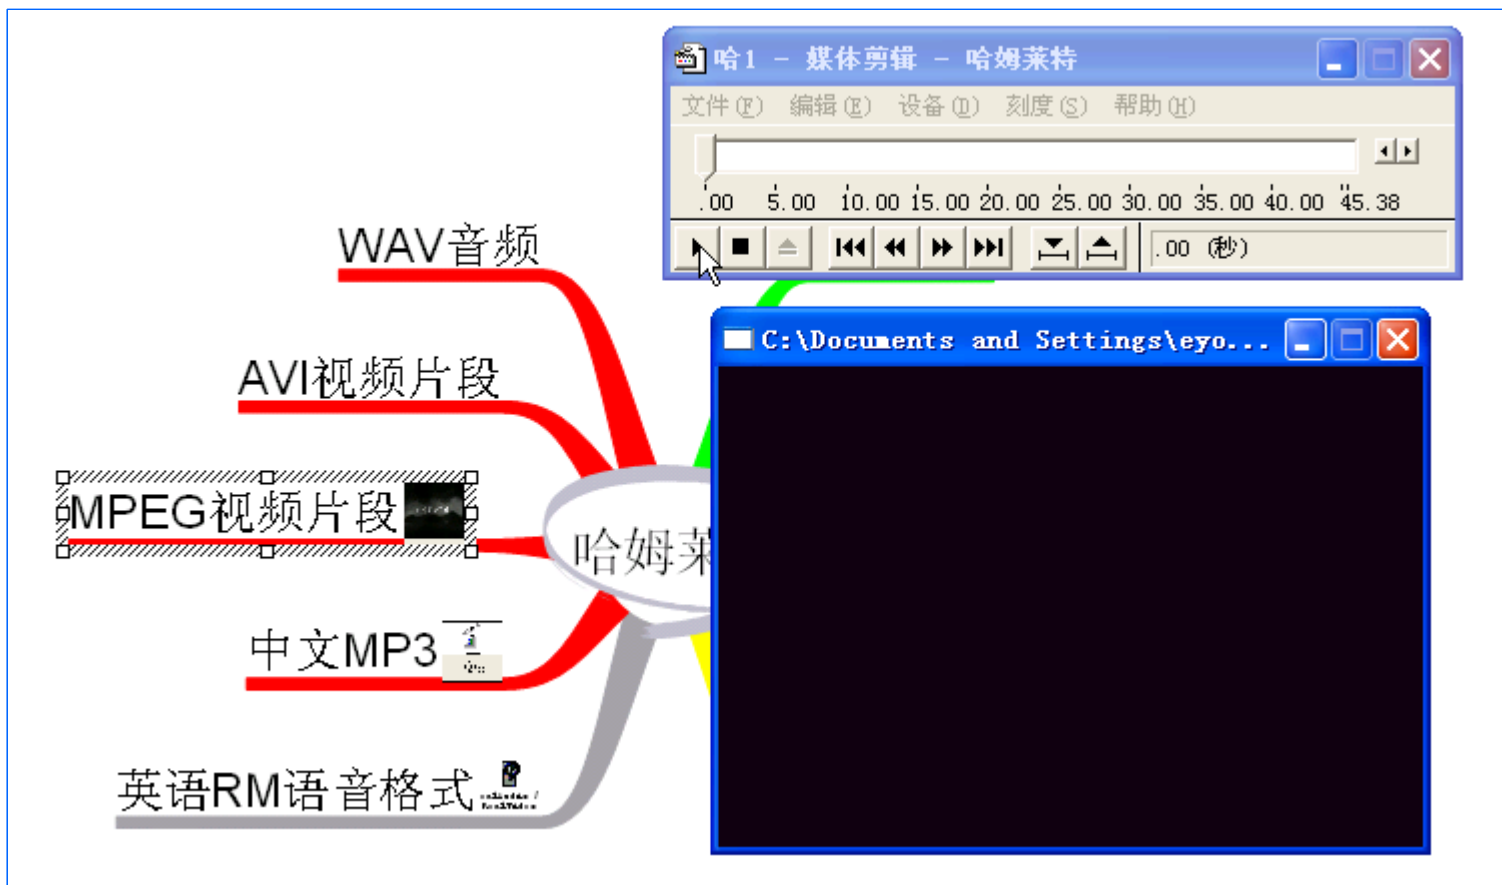 哈1 - 媒体剪辑 - 哈姆莱特
文件(F) 编辑(E) 设备(D) 刻度(S) 帮助(H)
.00 5.00 10.00 15.00 20.00 25.00 30.00 35.00 40.00 45.38
.00 (秒)
WAV音频
C:\Documents and Settings\eyo...
AVI视频片段
MPEG视频片段
哈姆莱
中文MP3
英语RM语音格式